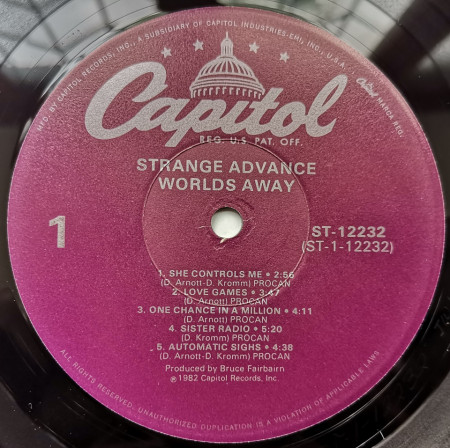 MFD. BY CAPITOL RECORDS, INC., A SUBSIDIARY OF CAPITOL INDUSTRIES-EMI, INC., U.S.A.
Capitol
Capitol MARCA REG.
REG. U.S. PAT. OFF.
STRANGE ADVANCE
WORLDS AWAY
1
ST-12232
(ST-1-12232)
1. SHE CONTROLS ME • 2:56
(D. Arnott-D. Kromm) PROCAN
2. LOVE GAMES • 3:47
(D. Arnott) PROCAN
3. ONE CHANCE IN A MILLION • 4:11
(D. Arnott-D. Kromm) PROCAN
4. SISTER RADIO • 5:20
(D. Arnott) PROCAN
5. AUTOMATIC SIGHS • 4:38
(D. Arnott-D. Kromm) PROCAN
Produced by Bruce Fairbairn
℗1982 Capitol Records, Inc.
ALL RIGHTS RESERVED. UNAUTHORIZED DUPLICATION IS A VIOLATION OF APPLICABLE LAWS